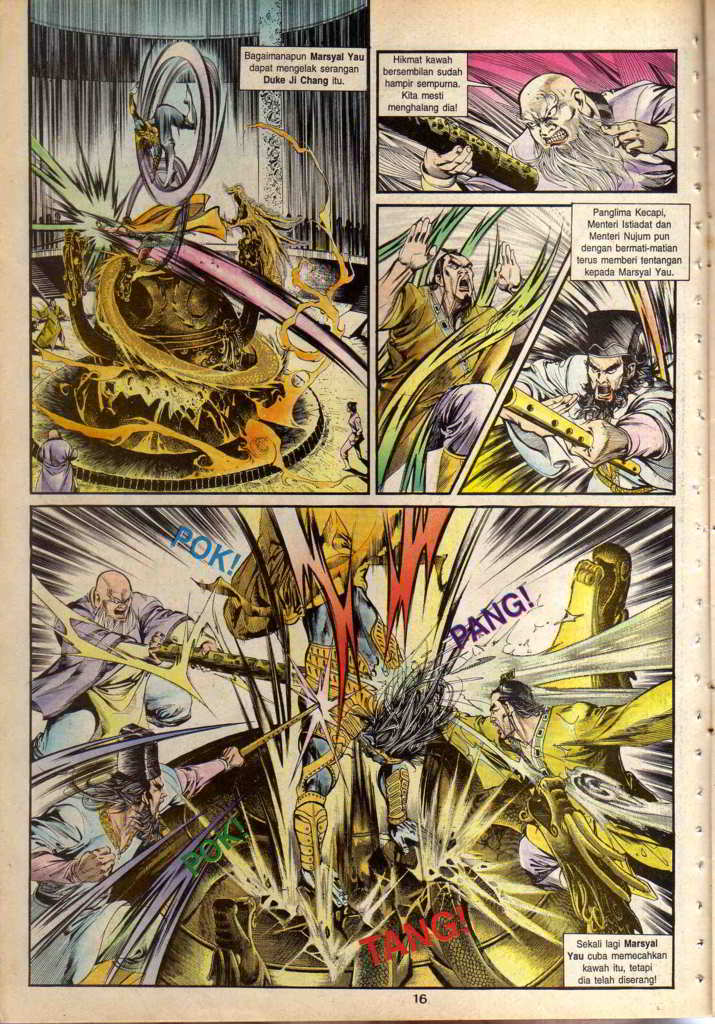 Bagaimanapun Marsyal Yau
dapat mengelak serangan
Duke Ji Chang itu.
Hikmat kawah
bersembilan sudah
hampir sempurna.
Kita mesti
menghalang dia!
Panglima Kecapi,
Menteri Istiadat dan
Menteri Nujum pun
dengan bermati-matian
terus memberi tentangan
kepada Marsyal Yau.
POK!
PANG!
POK!
TANG!
Sekali lagi Marsyal
Yau cuba memecahkan
kawah itu, tetapi
dia telah diserang!
16